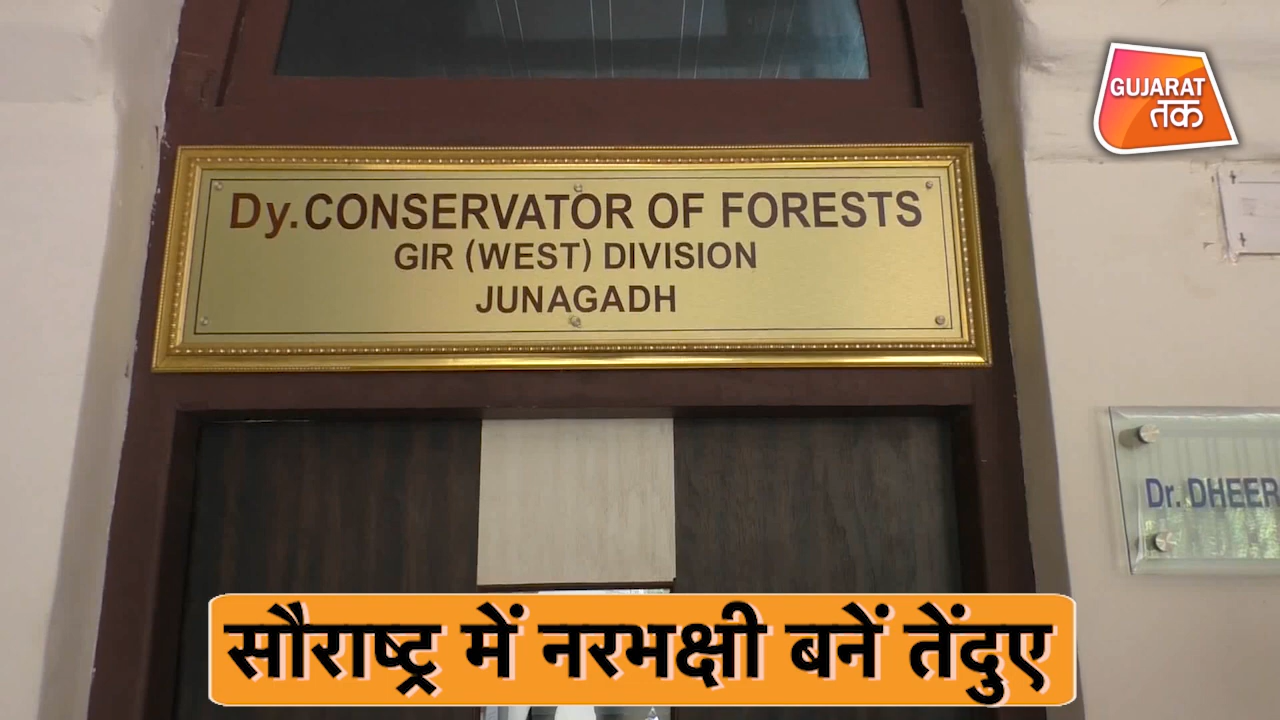 GUJARAT
तक
Dy.CONSERVATOR OF FORESTS
GIR (WEST) DIVISION
JUNAGADH
Dr. DHEER
सौराष्ट्र में नरभक्षी बनें तेंदुए